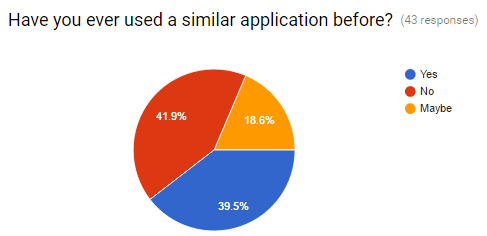 Have you ever used a similar application before? (43 responses)
Yes
No
Maybe
41.9%
18.6%
39.5%